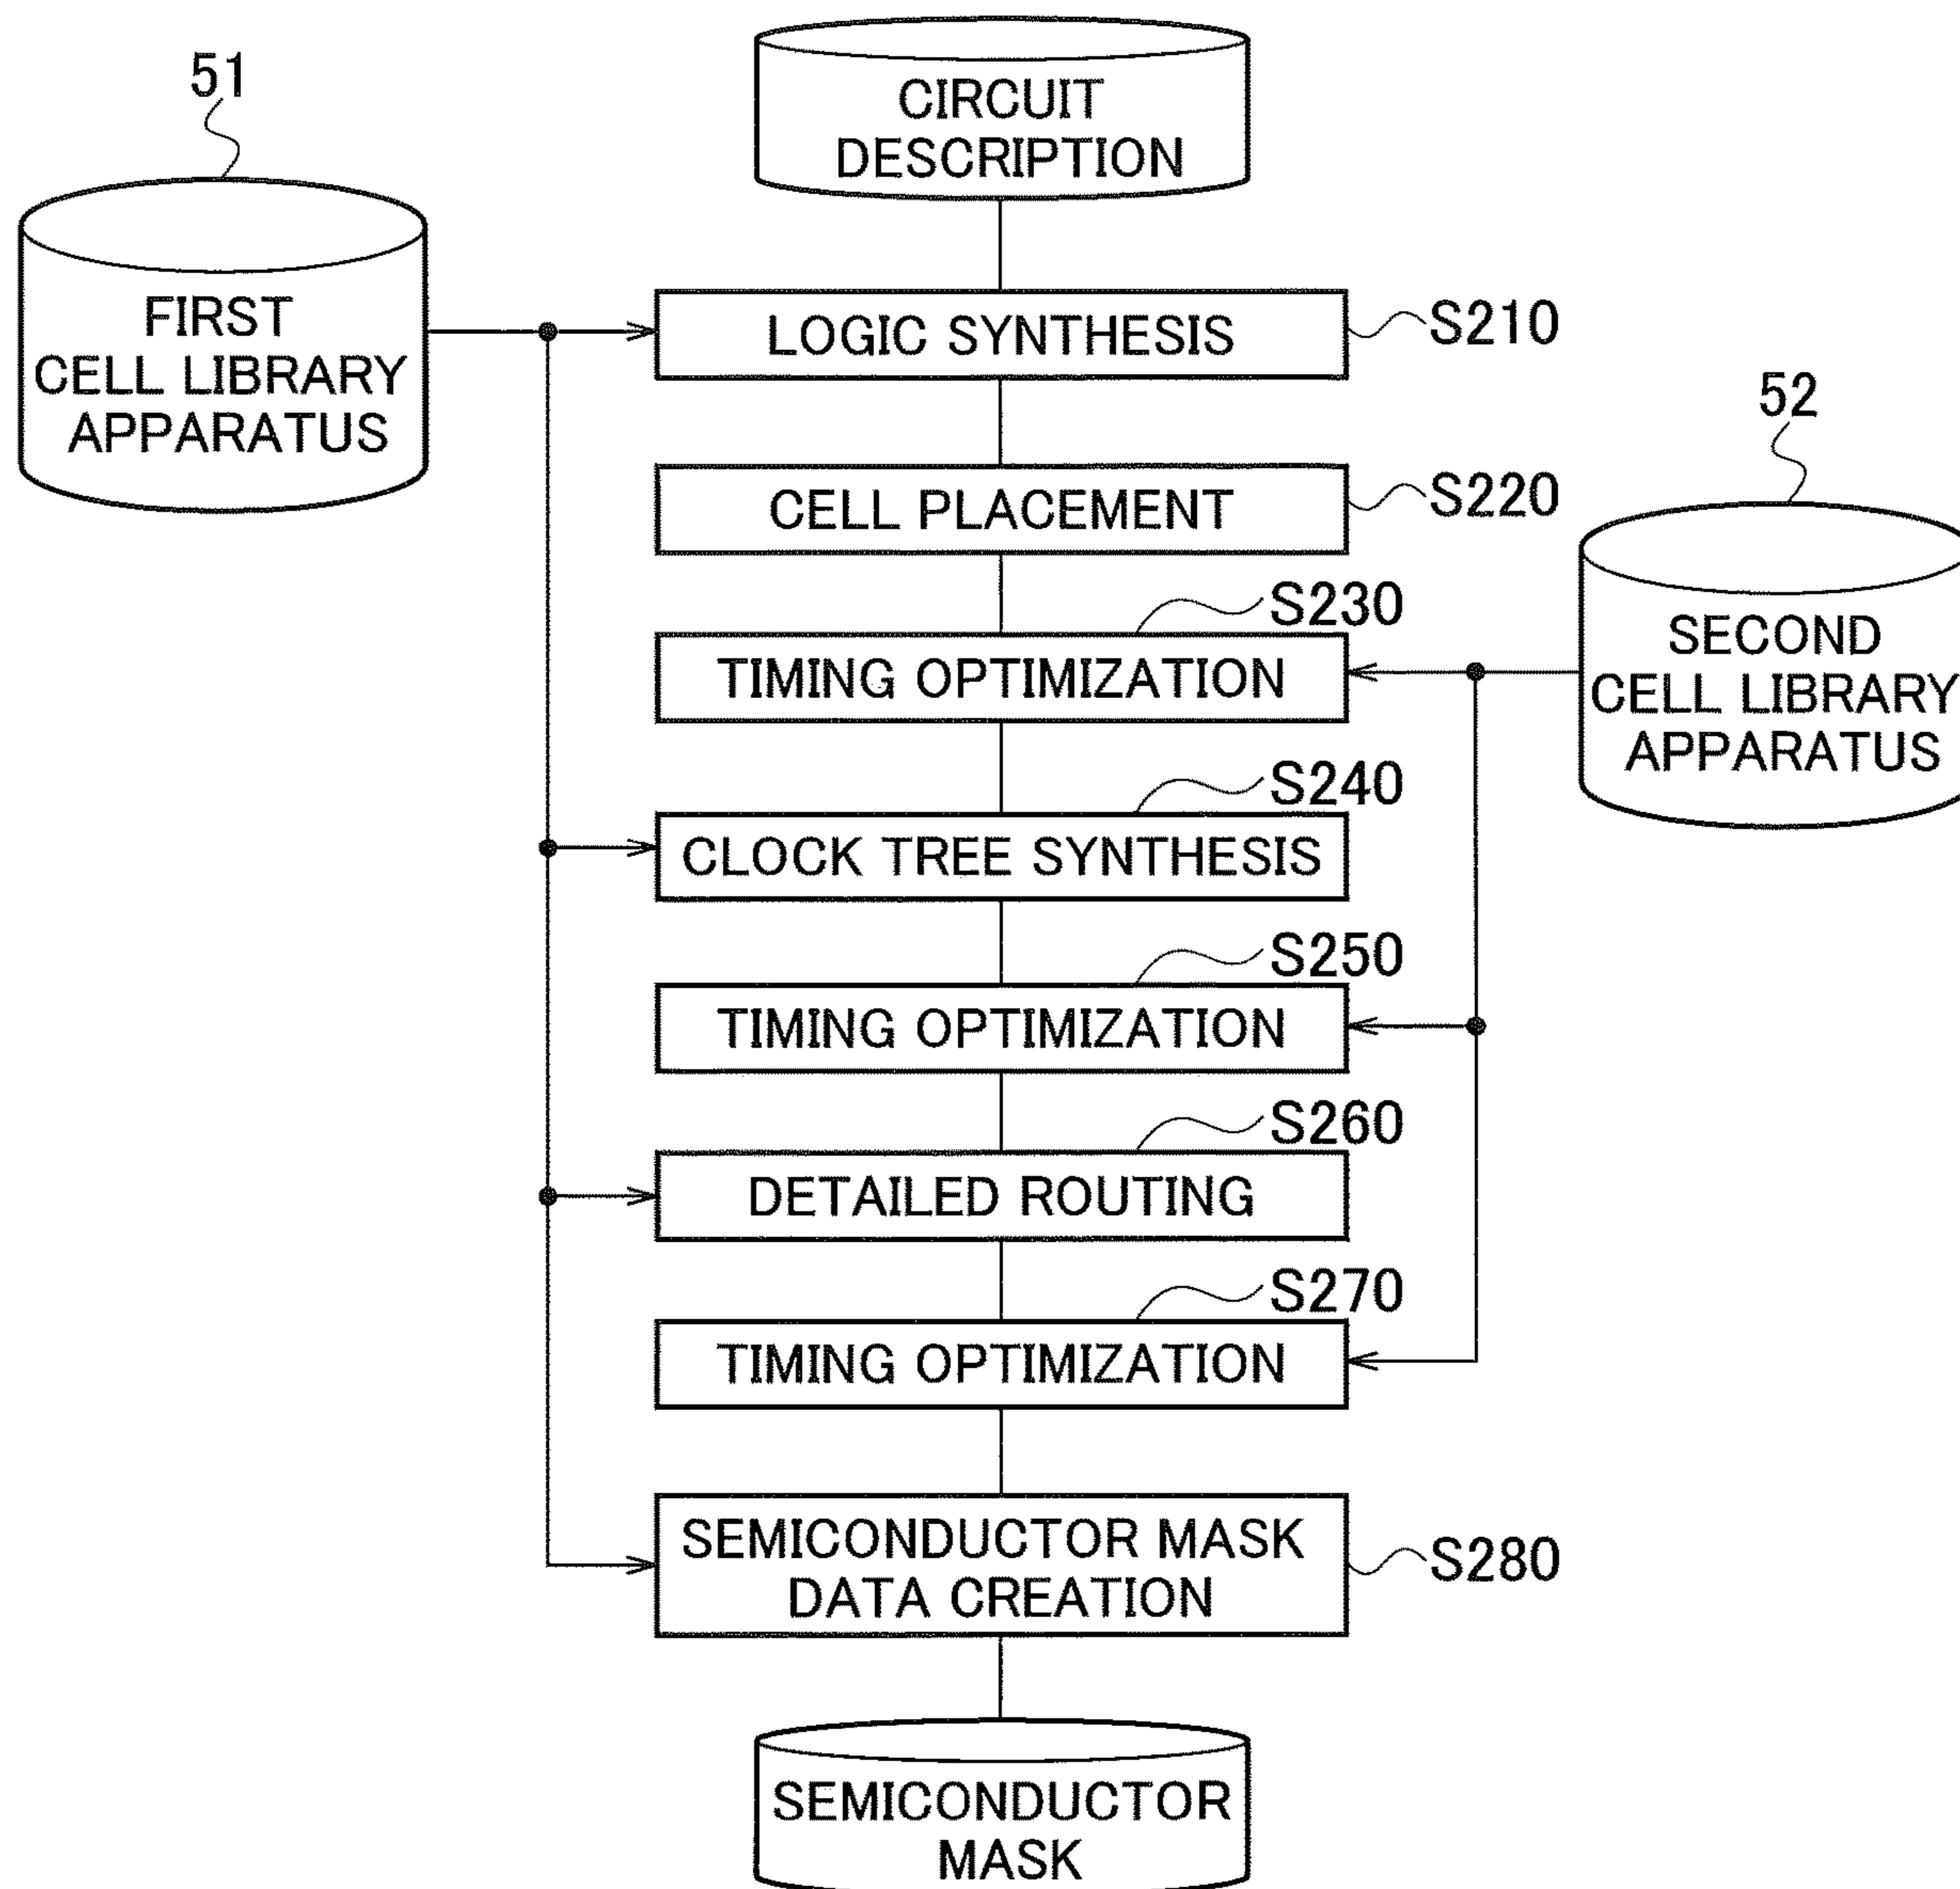 CIRCUIT
DESCRIPTION
51
FIRST
CELL LIBRARY
APPARATUS
LOGIC SYNTHESIS
S210
CELL PLACEMENT
S220
52
SECOND
CELL LIBRARY
APPARATUS
S230
TIMING OPTIMIZATION
S240
CLOCK TREE SYNTHESIS
S250
TIMING OPTIMIZATION
S260
DETAILED ROUTING
S270
TIMING OPTIMIZATION
SEMICONDUCTOR MASK
DATA CREATION
S280
SEMICONDUCTOR
MASK